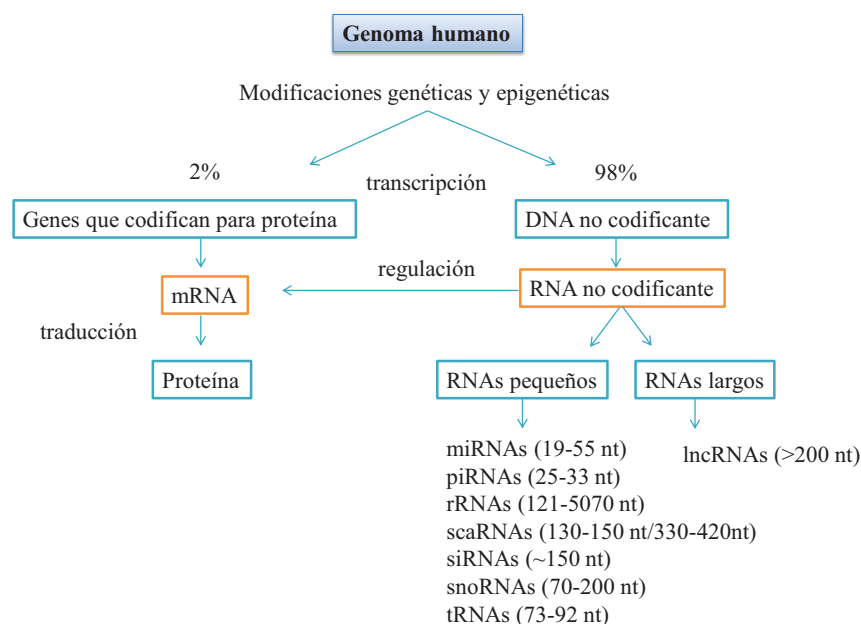 Genoma humano
Modificaciones genéticas y epigenéticas
2%
transcripción
98%
Genes que codifican para proteína
DNA no codificante
regulación
mRNA
RNA no codificante
traducción
Proteína
RNAs pequeños
RNAs largos
miRNAs (19-55 nt)
piRNAs (25-33 nt)
rRNAs (121-5070 nt)
scaRNAs (130-150 nt/330-420nt)
siRNAs (~150 nt)
snoRNAs (70-200 nt)
tRNAs (73-92 nt)
lncRNAs (>200 nt)